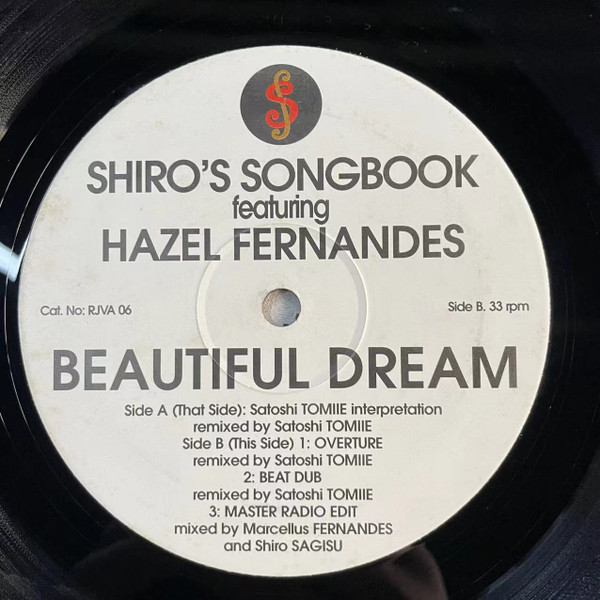 SHIRO'S SONGBOOK
featuring
HAZEL FERNANDES
Cat. No: RJVA 06
Side B. 33 rpm
BEAUTIFUL DREAM
Side A (That Side): Satoshi TOMIIE interpretation
remixed by Satoshi TOMIIE
Side B (This Side) 1: OVERTURE
remixed by Satoshi TOMIIE
2: BEAT DUB
remixed by Satoshi TOMIIE
3: MASTER RADIO EDIT
mixed by Marcellus FERNANDES
and Shiro SAGISU